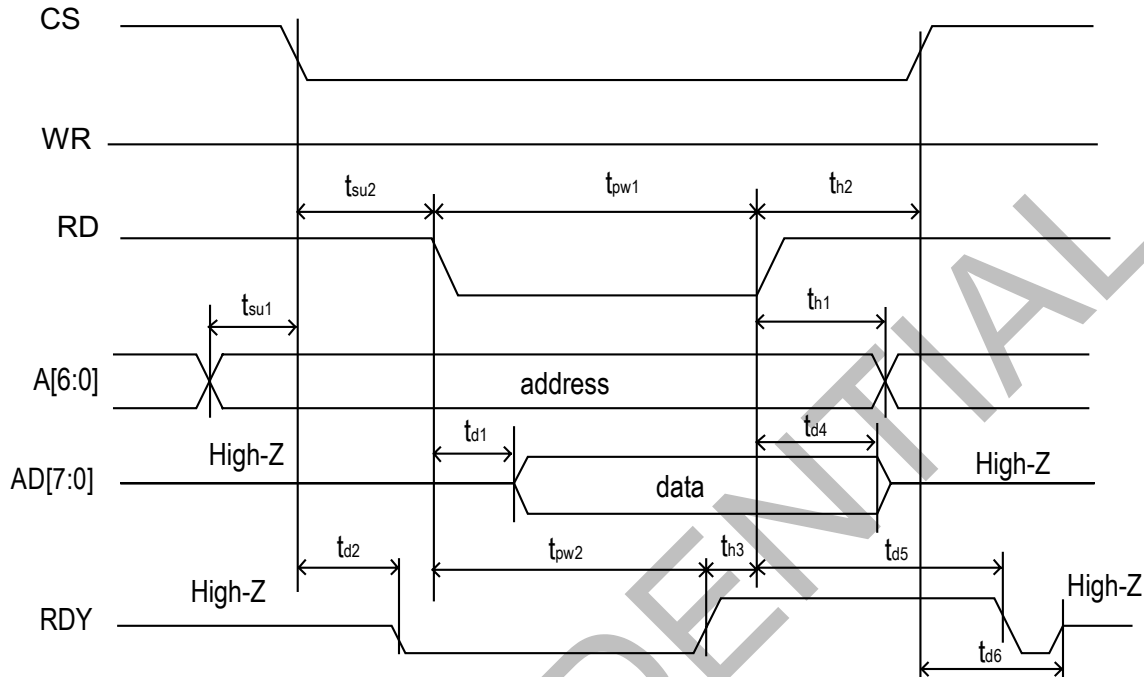 CS
WR
tsu2 tpw1 th2
RD
tsu1 th1
A[6:0] address
td1 td4
High-Z High-Z
AD[7:0] data
td2 tpw2 th3 td5
High-Z High-Z
RDY
td6
DENTIAL